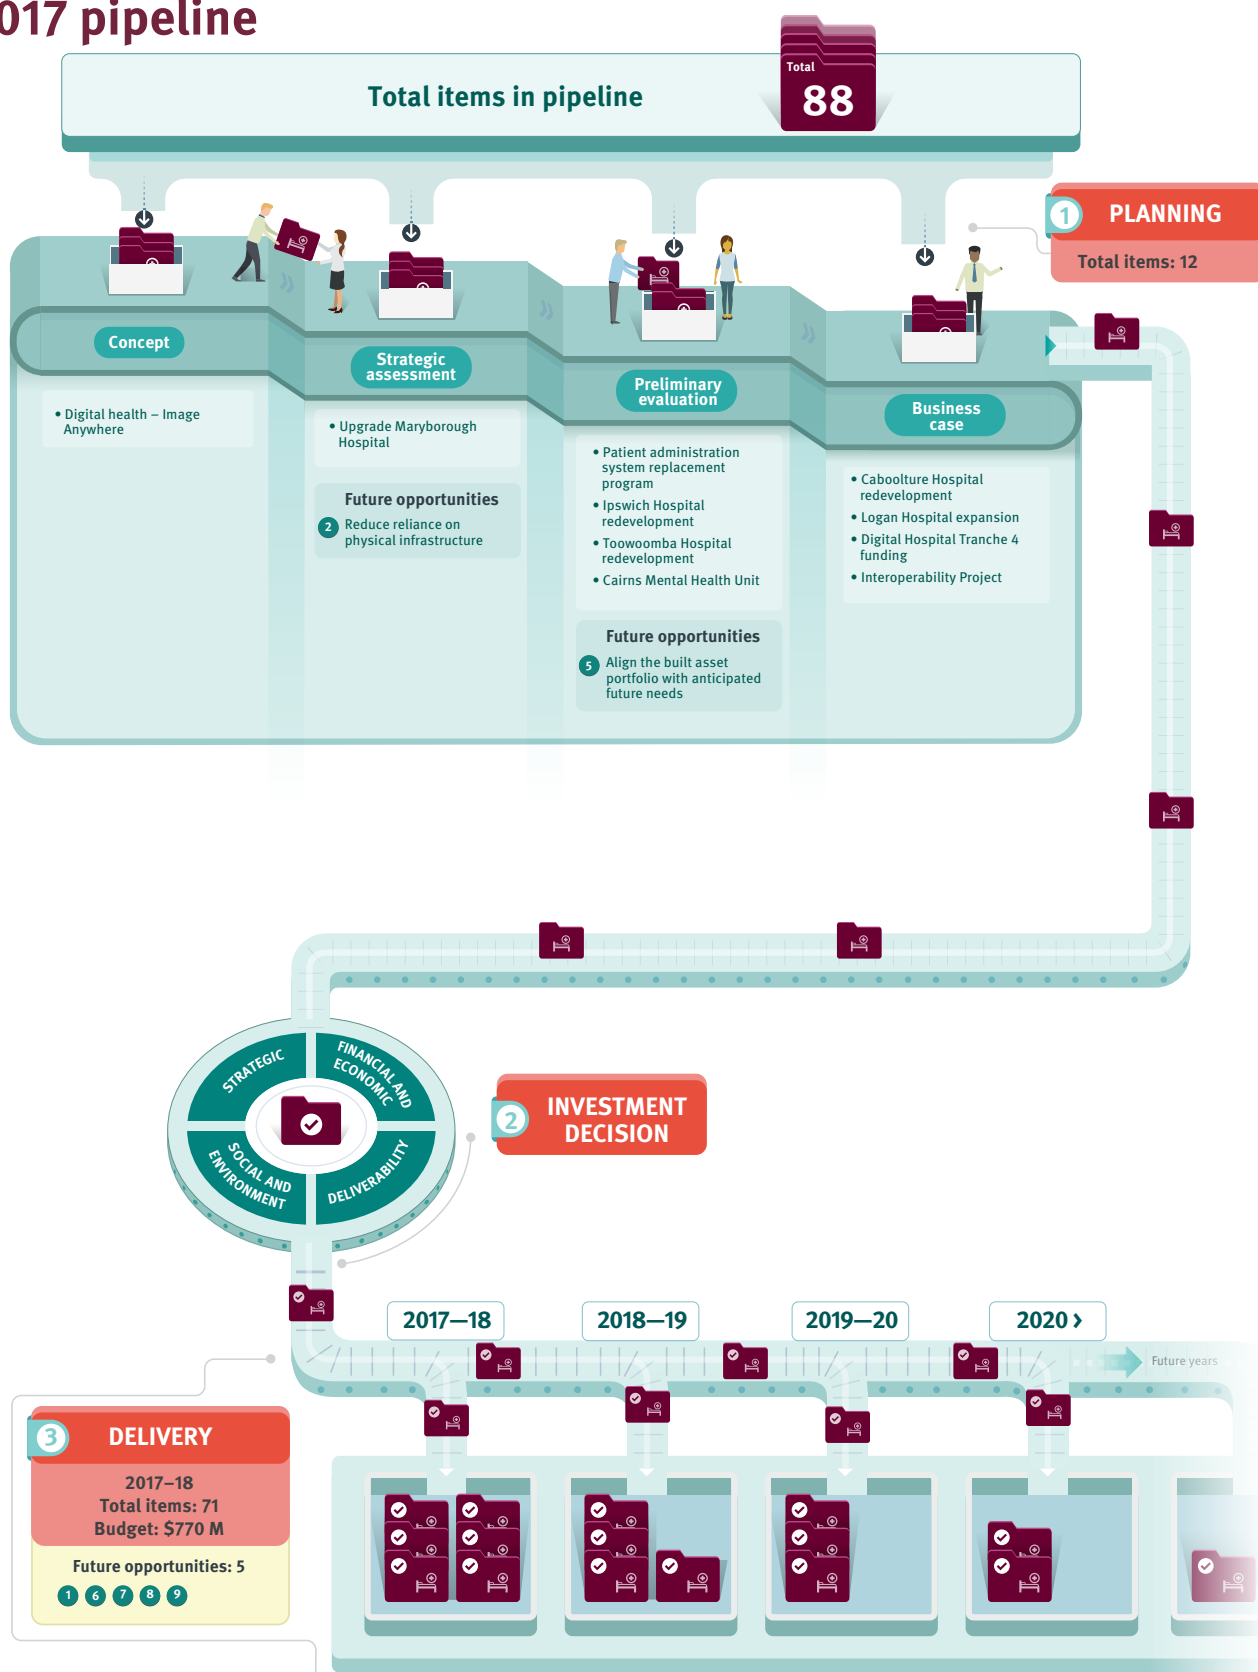 017 pipeline
Total items in pipeline
Total
88
1
PLANNING
Total items: 12
Concept
• Digital health – Image
Anywhere
Strategic
assessment
• Upgrade Maryborough
Hospital
Future opportunities
2
Reduce reliance on
physical infrastructure
Preliminary
evaluation
• Patient administration
system replacement
program
• Ipswich Hospital
redevelopment
• Toowoomba Hospital
redevelopment
• Cairns Mental Health Unit
Future opportunities
5
Align the built asset
portfolio with anticipated
future needs
Business
case
• Caboolture Hospital
redevelopment
• Logan Hospital expansion
• Digital Hospital Tranche 4
funding
• Interoperability Project
STRATEGIC
FINANCIAL AND
ECONOMIC
SOCIAL AND
ENVIRONMENT
DELIVERABILITY
2
INVESTMENT
DECISION
2017—18
2018—19
2019—20
2020 ›
Future years
3
DELIVERY
2017–18
Total items: 71
Budget: $770 M
Future opportunities: 5
1 6 7 8 9